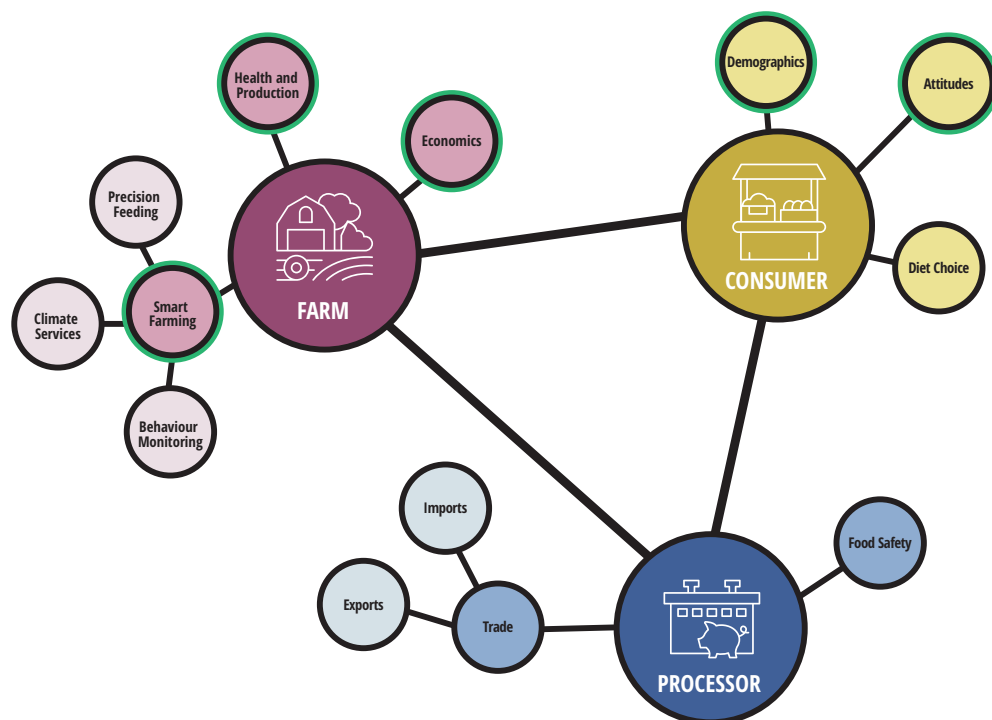 Health and
Production
Economics
Precision
Feeding
Climate
Services
Smart
Farming
Behaviour
Monitoring
FARM
Demographics
Attitudes
Diet Choice
CONSUMER
Imports
Exports
Trade
Food Safety
PROCESSOR